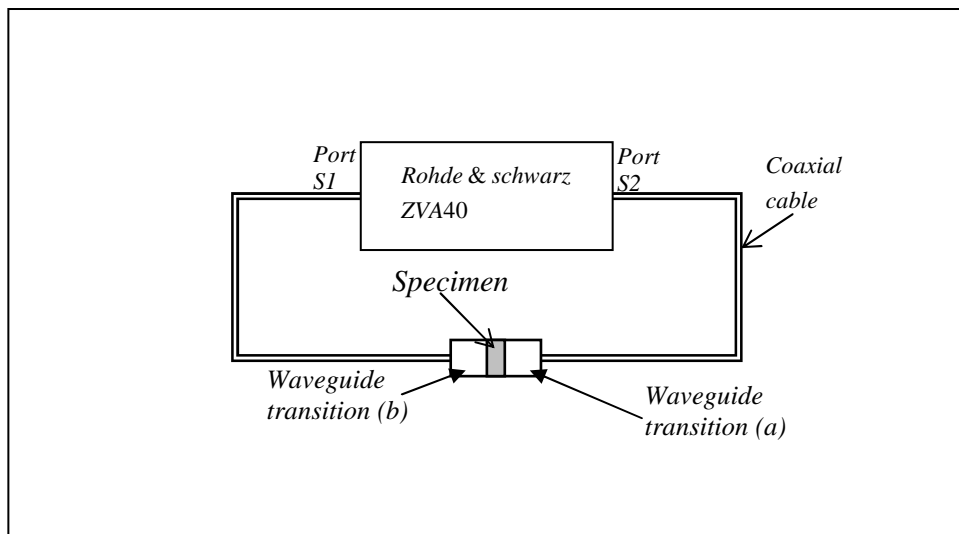 Port
S1
Rohde & schwarz
ZVA40
Port
S2
Coaxial
cable
Specimen
Waveguide
transition (b)
Waveguide
transition (a)